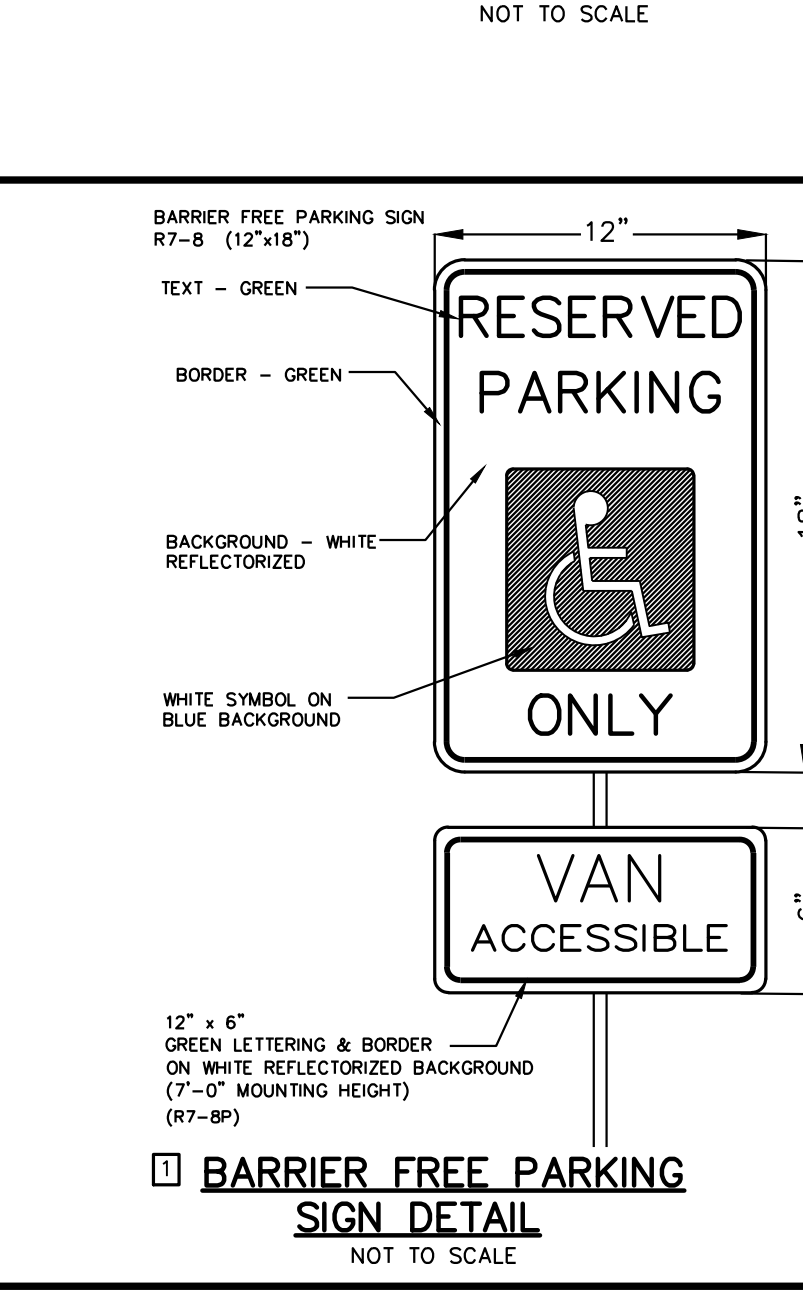 NOT TO SCALE
BARRIER FREE PARKING SIGN
R7-8 (12"x18")
12"
TEXT - GREEN
RESERVED
BORDER - GREEN
PARKING
BACKGROUND - WHITE
REFLECTORIZED
WHITE SYMBOL ON
BLUE BACKGROUND
ONLY
VAN
ACCESSIBLE
12" x 6"
GREEN LETTERING & BORDER
ON WHITE REFLECTORIZED BACKGROUND
(7'-0" MOUNTING HEIGHT)
(R7-8P)
1 BARRIER FREE PARKING
SIGN DETAIL
NOT TO SCALE